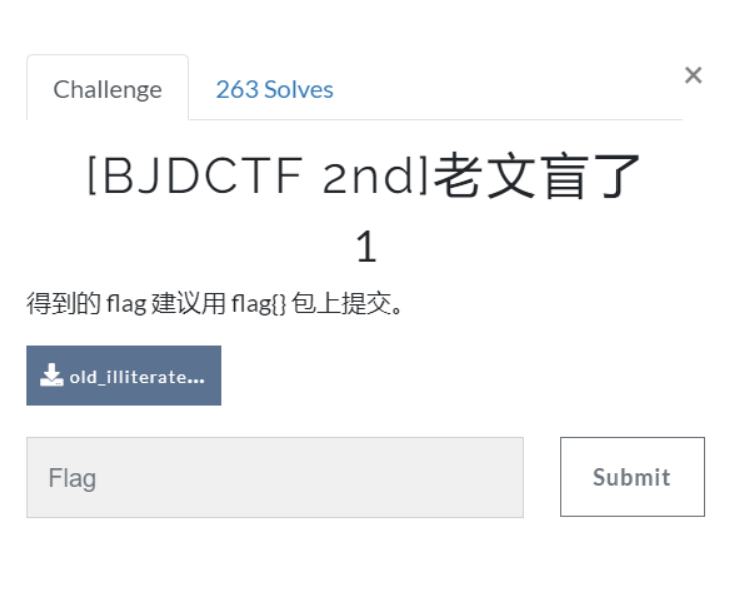 Challenge
263 Solves
×
[BJDCTF 2nd]老文盲了
1
得到的 flag 建议用 flag{} 包上提交。
old_illiterate...
Flag
Submit